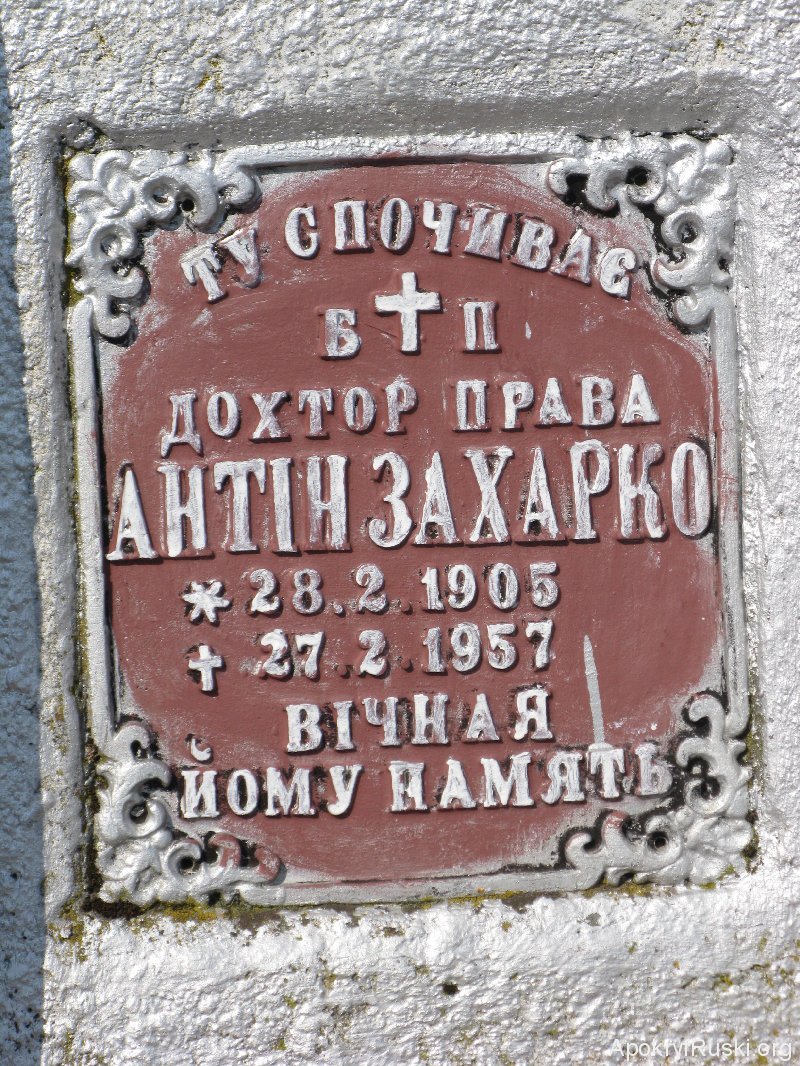 ТУ СПОЧИВАЄ
Б П
ДОХТОР ПРАВА
АНТІН ЗАХАРКО
* 28.2.1905
† 27.2.1957
ВІЧНАЯ
ЙОМУ ПАМЯТЬ
ApokryfRuski.org